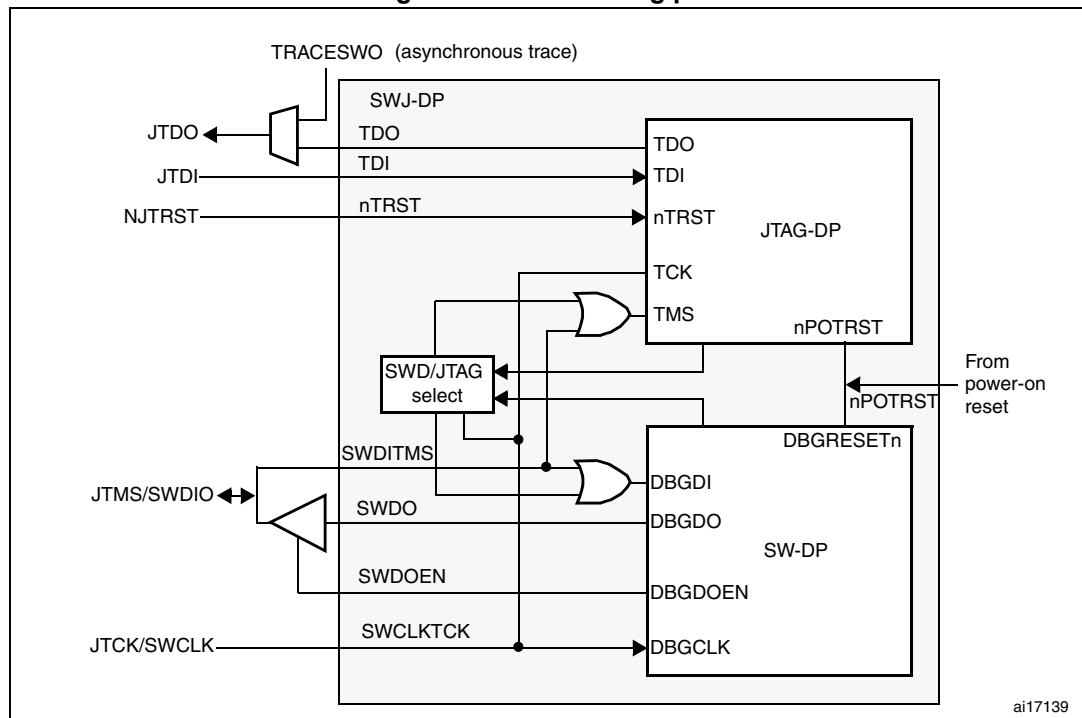 TRACESWO (asynchronous trace)
SWJ-DP
JTDO
TDO
TDO
JTDI
TDI
TDI
NJTRST
nTRST
nTRST
JTAG-DP
TCK
TMS
nPOTRST
SWD/JTAG
select
From
power-on
reset
nPOTRST
DBGRESETn
SWDITMS
DBGDI
JTMS/SWDIO
SWDO
DBGDO
SW-DP
SWDOEN
DBGDOEN
JTCK/SWCLK
SWCLKTCK
DBGCLK
ai17139